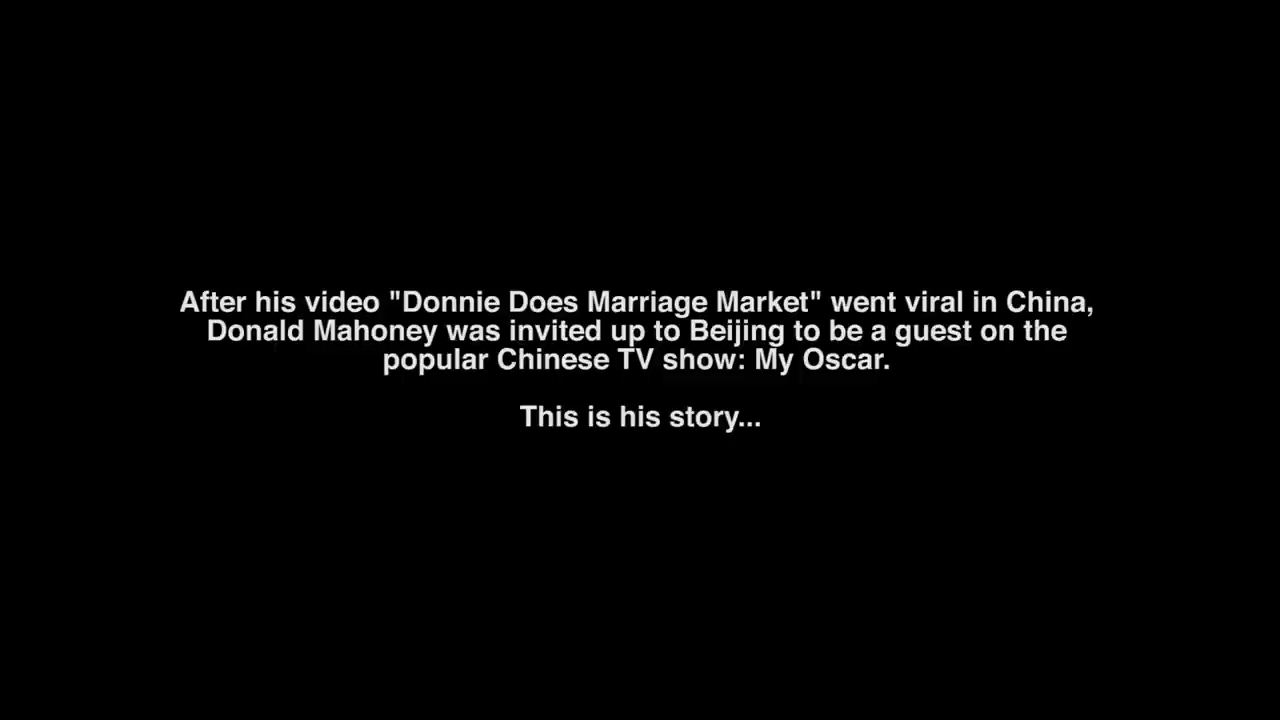 After his video "Donnie Does Marriage Market" went viral in China,
Donald Mahoney was invited up to Beijing to be a guest on the
popular Chinese TV show: My Oscar.
This is his story...